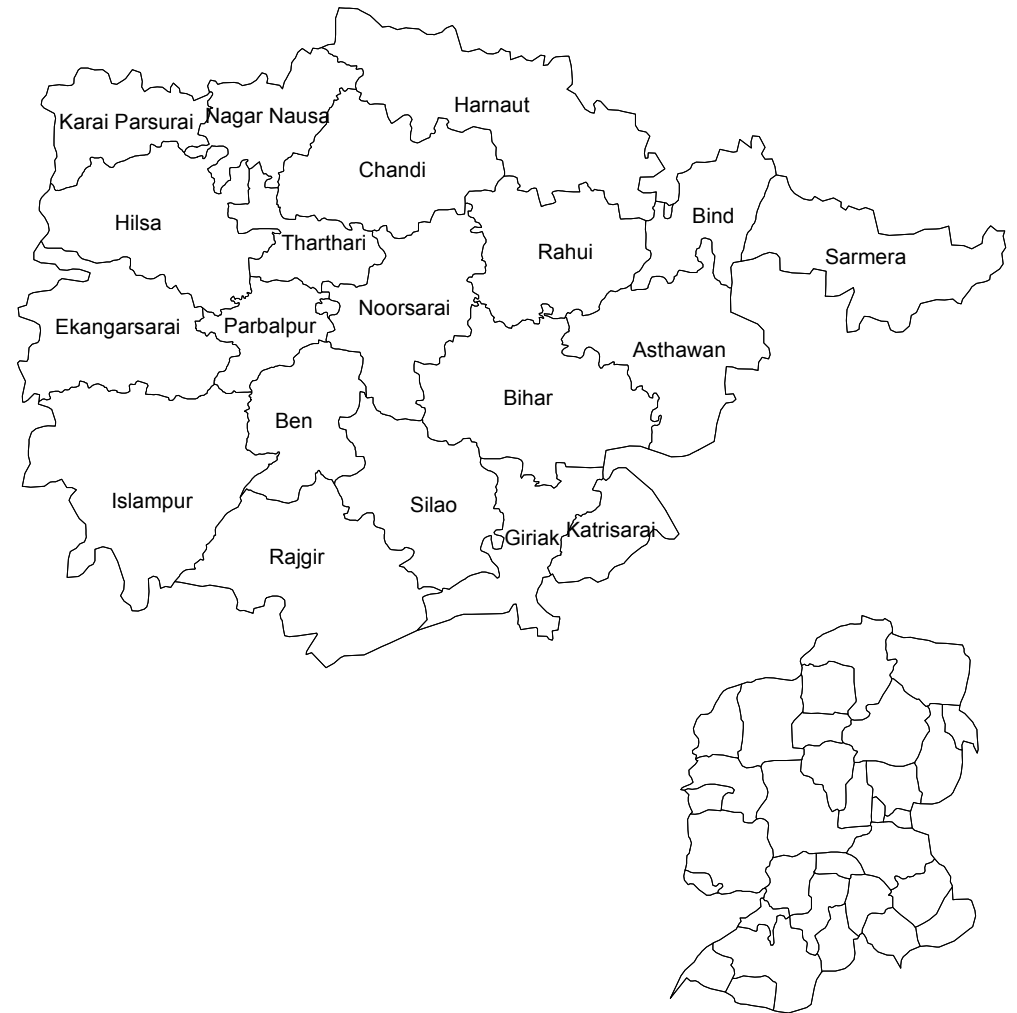 Harnaut
Karai Parsurai
Nagar Nausa
Chandi
Hilsa
Bind
Tharthari
Rahui
Sarmera
Noorsarai
Ekangarsarai
Parbalpur
Asthawan
Bihar
Ben
Islampur
Silao
Giriak
Katrisarai
Rajgir